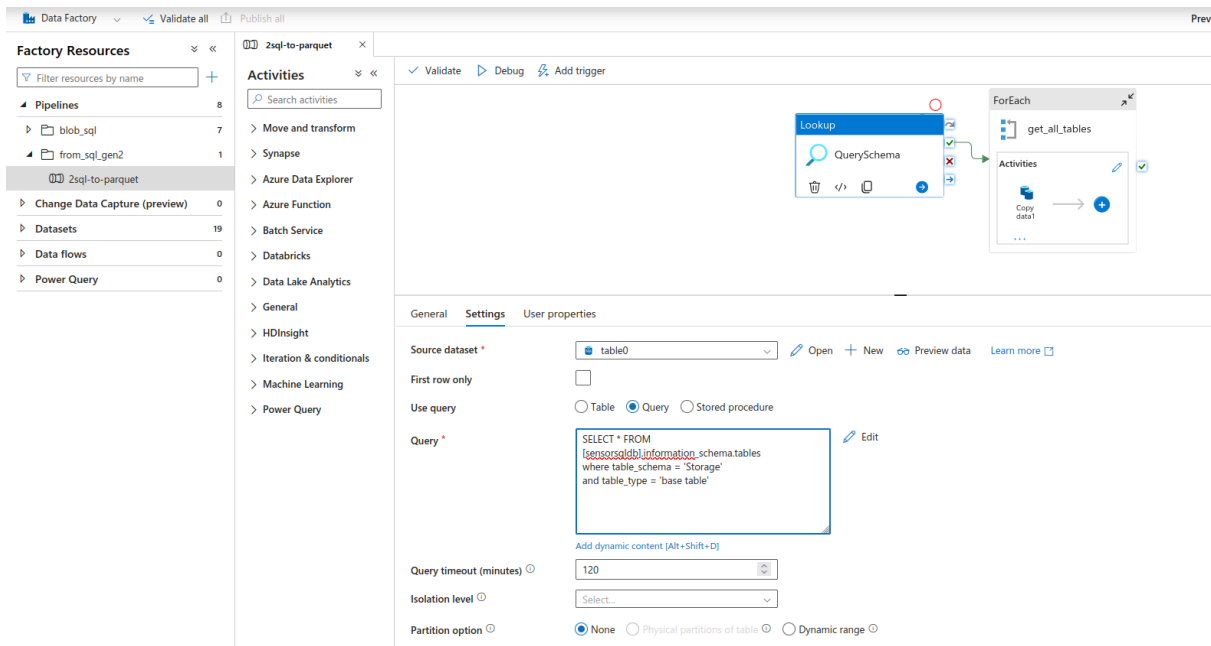 Data Factory
Validate all
Publish all
Prev
Factory Resources
Filter resources by name
Pipelines 8
blob_sql 7
from_sql_gen2 1
2sql-to-parquet
Change Data Capture (preview) 0
Datasets 19
Data flows 0
Power Query 0
2sql-to-parquet
Activities
Search activities
Move and transform
Synapse
Azure Data Explorer
Azure Function
Batch Service
Databricks
Data Lake Analytics
General
HDInsight
Iteration & conditionals
Machine Learning
Power Query
Validate Debug Add trigger
Lookup
QuerySchema
ForEach
get_all_tables
Activities
Copy
data1
...
General Settings User properties
Source dataset * table0 Open New Preview data Learn more
First row only
Use query Table Query Stored procedure
Query *
SELECT * FROM
[sensorsqldb].information_schema.tables
where table_schema = 'Storage'
and table_type = 'base table'
Edit
Add dynamic content [Alt+Shift+D]
Query timeout (minutes) 120
Isolation level Select...
Partition option None Physical partitions of table Dynamic range